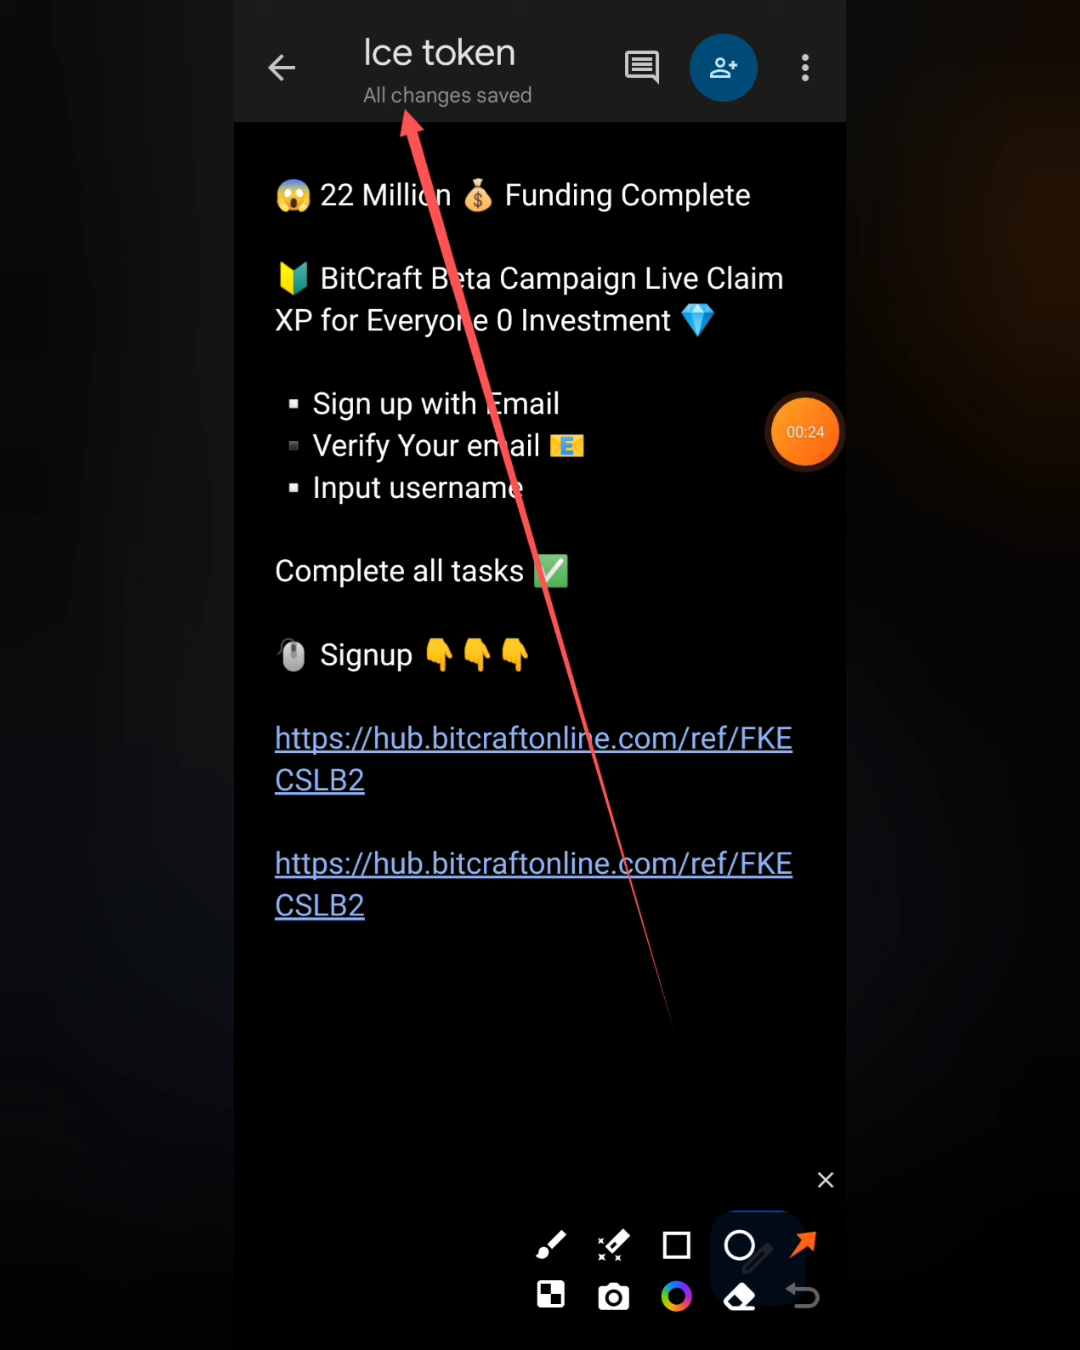 Ice token
All changes saved
😱 22 Million 💰 Funding Complete
🔰 BitCraft Beta Campaign Live Claim
XP for Everyone 0 Investment 💎
▫️ Sign up with Email
▪️ Verify Your email 📧
▫️ Input username
00:24
Complete all tasks ✅
🖱️ Signup 👇👇👇
https://hub.bitcraftonline.com/ref/FKE
CSLB2
https://hub.bitcraftonline.com/ref/FKE
CSLB2